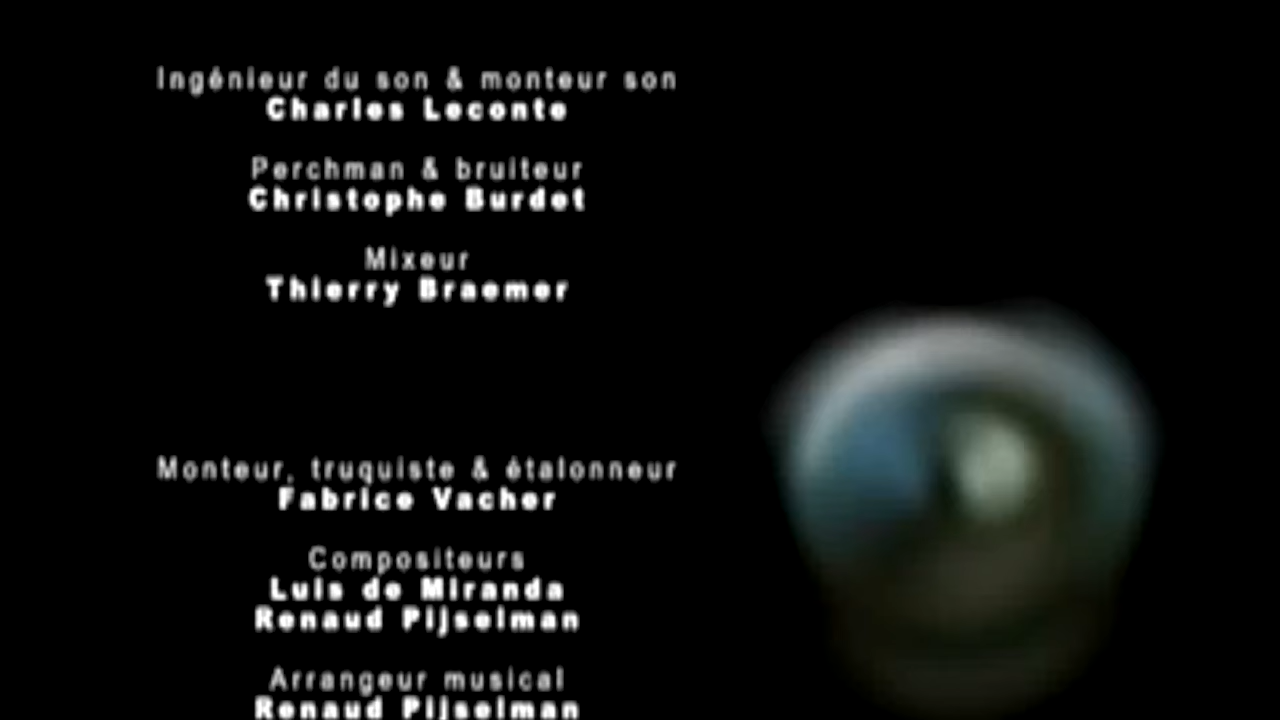 Ingénieur du son & monteur son
Charles Leconte
Perchman & bruiteur
Christophe Burdet
Mixeur
Thierry Braemer
Monteur, truquiste & étalonneur
Fabrice Vacher
Compositeurs
Luis de Miranda
Renaud Pijselman
Arrangeur musical
Renaud Pijselman